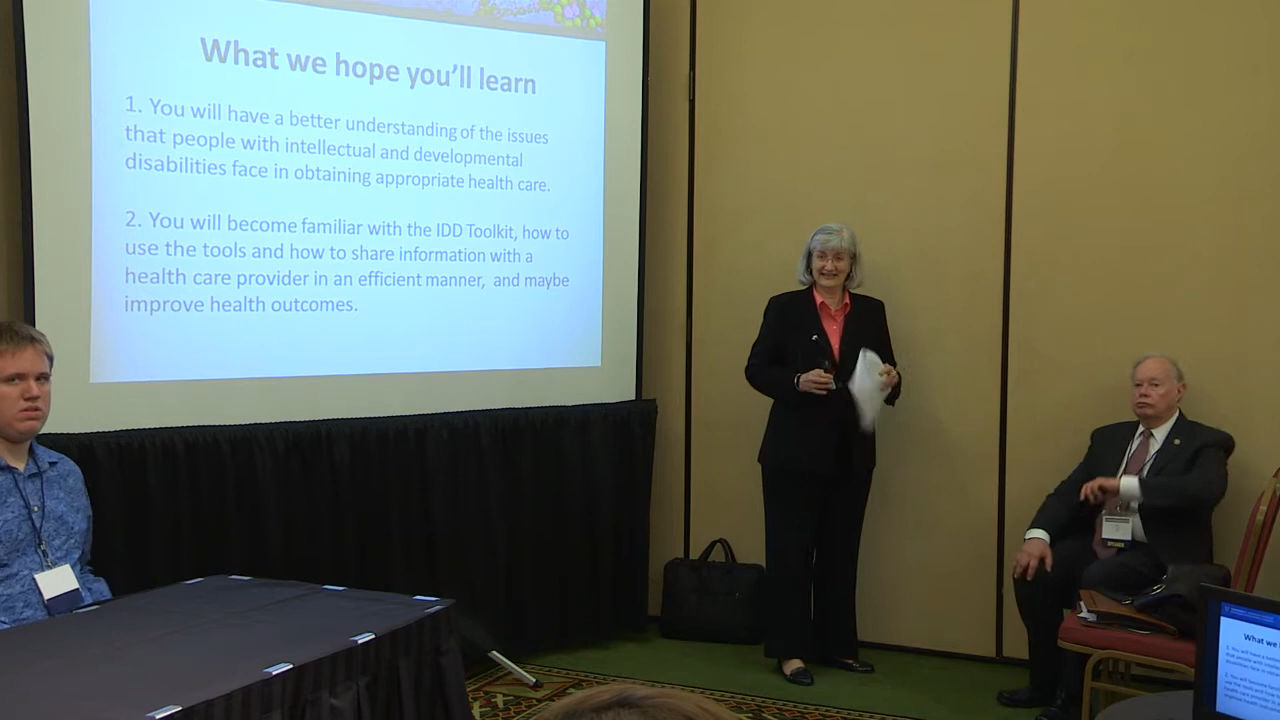 What we hope you'll learn
1. You will have a better understanding of the issues
that people with intellectual and developmental
disabilities face in obtaining appropriate health care.
2. You will become familiar with the IDD Toolkit, how to
use the tools and how to share information with a
health care provider in an efficient manner, and maybe
improve health outcomes.
What we